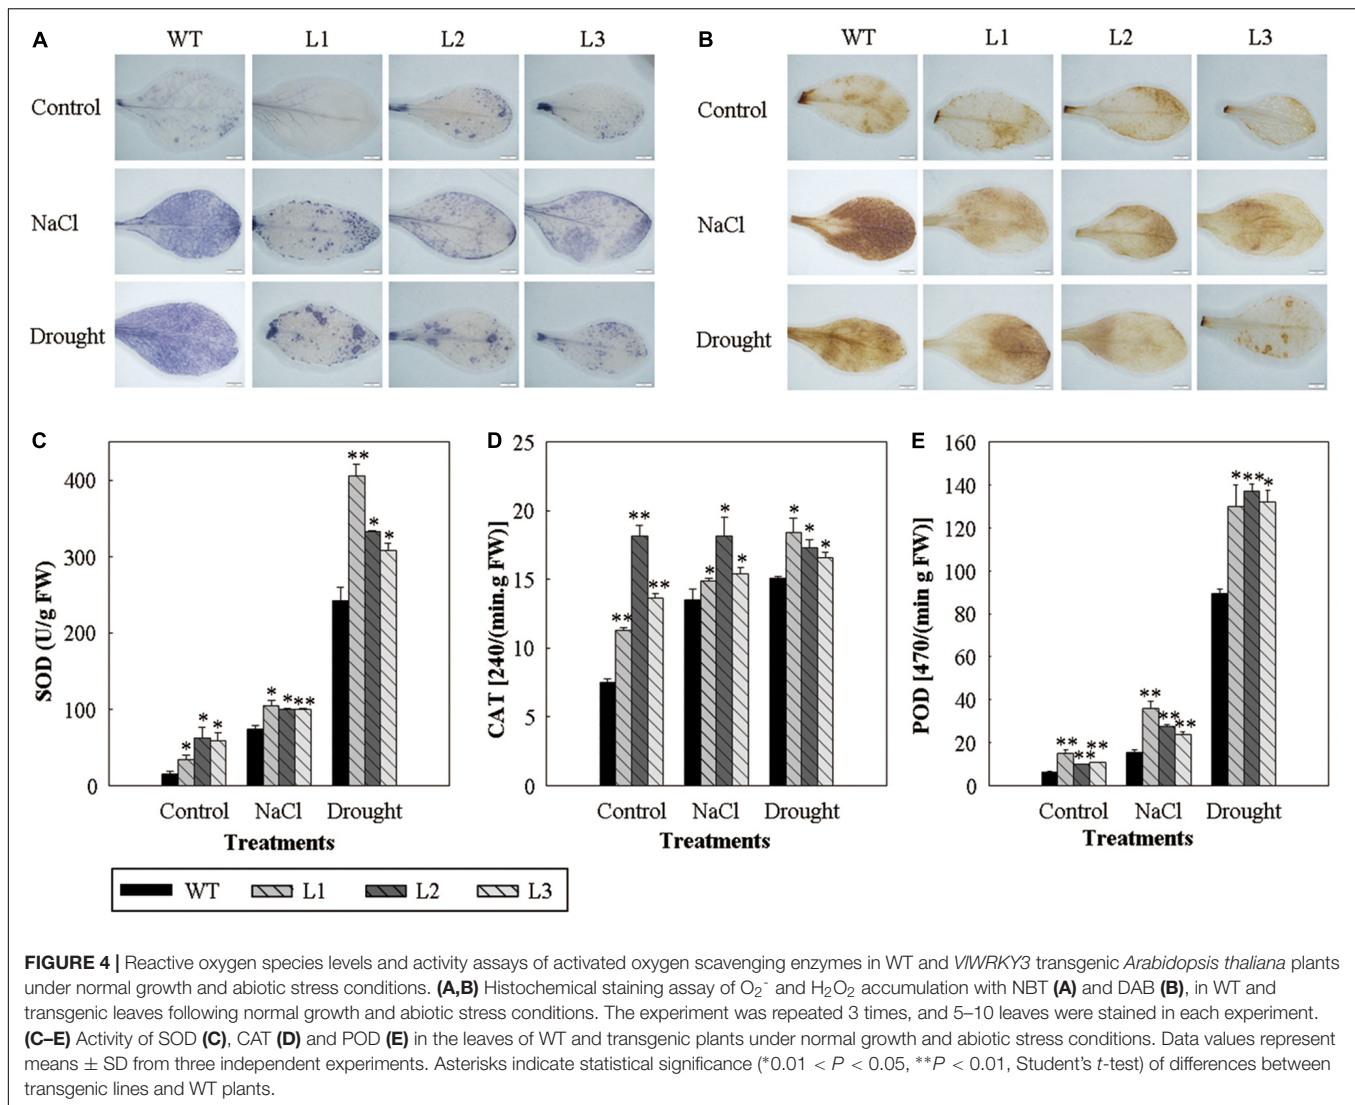 A
WT L1 L2 L3
Control
NaCl
Drought
B
WT L1 L2 L3
Control
NaCl
Drought
C
SOD (U/g FW)
400
300
200
100
0
** * *
* * *
* * **
Control NaCl Drought
Treatments
D
CAT [240/(min.g FW)]
25
20
15
10
5
0
** ** **
* * *
* * *
Control NaCl Drought
Treatments
E
POD [470/(min g FW)]
160
140
120
100
80
60
40
20
0
** ** **
** ** **
* ** *
Control NaCl Drought
Treatments
WT L1 L2 L3
FIGURE 4 | Reactive oxygen species levels and activity assays of activated oxygen scavenging enzymes in WT and VlWRKY3 transgenic Arabidopsis thaliana plants
under normal growth and abiotic stress conditions. (A,B) Histochemical staining assay of O₂⁻ and H₂O₂ accumulation with NBT (A) and DAB (B), in WT and
transgenic leaves following normal growth and abiotic stress conditions. The experiment was repeated 3 times, and 5–10 leaves were stained in each experiment.
(C–E) Activity of SOD (C), CAT (D) and POD (E) in the leaves of WT and transgenic plants under normal growth and abiotic stress conditions. Data values represent
means ± SD from three independent experiments. Asterisks indicate statistical significance (*0.01 < P < 0.05, **P < 0.01, Student's t-test) of differences between
transgenic lines and WT plants.